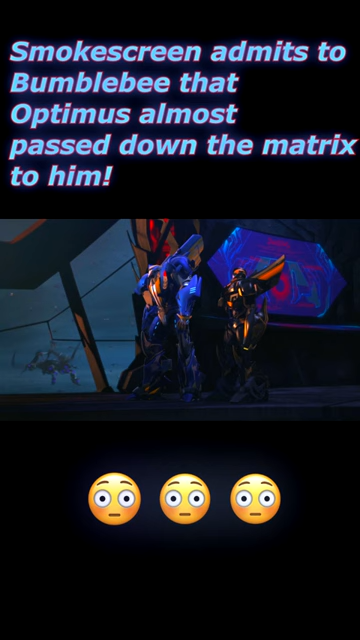 Smokescreen admits to
Bumblebee that
Optimus almost
passed down the matrix
to him!